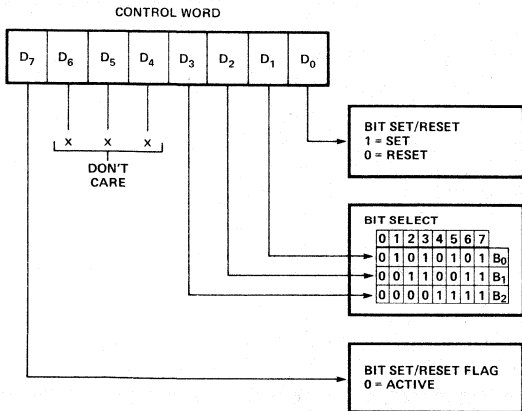 CONTROL WORD
D7 D6 D5 D4 D3 D2 D1 D0
X X X
DON'T
CARE
BIT SET/RESET
1 = SET
0 = RESET
BIT SELECT
0 1 2 3 4 5 6 7
0 1 0 1 0 1 0 1 B0
0 0 1 1 0 0 1 1 B1
0 0 0 0 1 1 1 1 B2
BIT SET/RESET FLAG
0 = ACTIVE